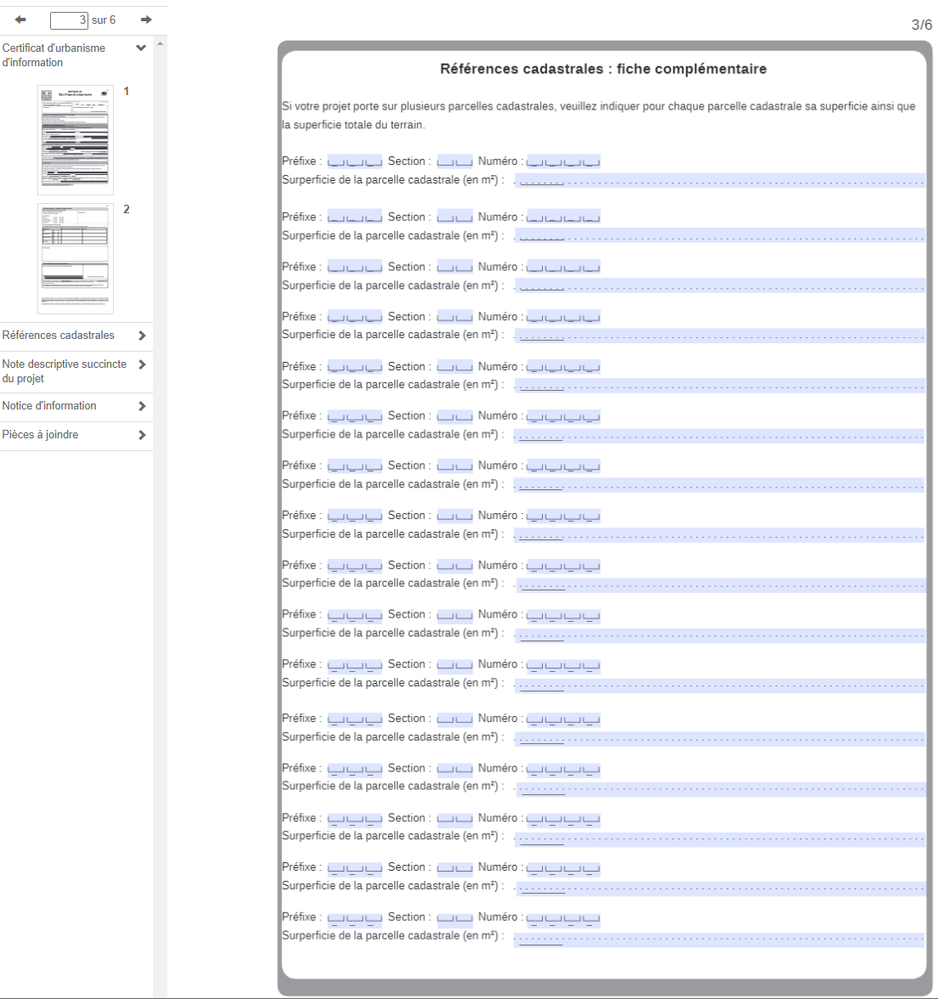 3 sur 6
Certificat d'urbanisme
d'information
1
2
Références cadastrales
Note descriptive succincte
du projet
Notice d'information
Pièces à joindre
3/6
Références cadastrales : fiche complémentaire
Si votre projet porte sur plusieurs parcelles cadastrales, veuillez indiquer pour chaque parcelle cadastrale sa superficie ainsi que
la superficie totale du terrain.
Préfixe : Section : Numéro :
Surperficie de la parcelle cadastrale (en m²) :
Préfixe : Section : Numéro :
Surperficie de la parcelle cadastrale (en m²) :
Préfixe : Section : Numéro :
Surperficie de la parcelle cadastrale (en m²) :
Préfixe : Section : Numéro :
Surperficie de la parcelle cadastrale (en m²) :
Préfixe : Section : Numéro :
Surperficie de la parcelle cadastrale (en m²) :
Préfixe : Section : Numéro :
Surperficie de la parcelle cadastrale (en m²) :
Préfixe : Section : Numéro :
Surperficie de la parcelle cadastrale (en m²) :
Préfixe : Section : Numéro :
Surperficie de la parcelle cadastrale (en m²) :
Préfixe : Section : Numéro :
Surperficie de la parcelle cadastrale (en m²) :
Préfixe : Section : Numéro :
Surperficie de la parcelle cadastrale (en m²) :
Préfixe : Section : Numéro :
Surperficie de la parcelle cadastrale (en m²) :
Préfixe : Section : Numéro :
Surperficie de la parcelle cadastrale (en m²) :
Préfixe : Section : Numéro :
Surperficie de la parcelle cadastrale (en m²) :
Préfixe : Section : Numéro :
Surperficie de la parcelle cadastrale (en m²) :
Préfixe : Section : Numéro :
Surperficie de la parcelle cadastrale (en m²) :
Préfixe : Section : Numéro :
Surperficie de la parcelle cadastrale (en m²) :